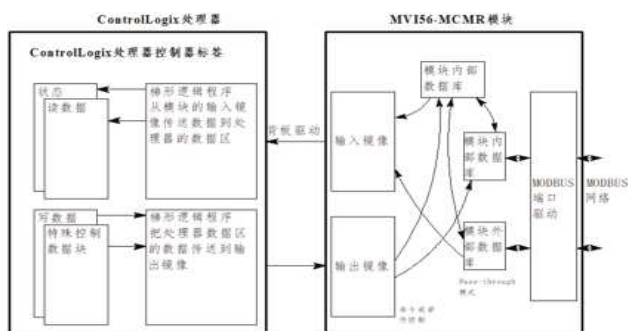 ControlLogix处理器
MVI56-MCMR模块
ControlLogix处理器控制器标签
状态
读数据
梯形逻辑程序
从模块的输入镜
像传送数据到处
理器的数据区
写数据
特殊控制
数据块
梯形逻辑程序
把处理器数据区
的数据传送到输
出镜像
背板驱动
输入镜像
输出镜像
模块内部
数据库
模块内
部数据
库
模块外
部数据
库
MODBUS
端口
驱动
MODBUS
网络
Pass-through
模式